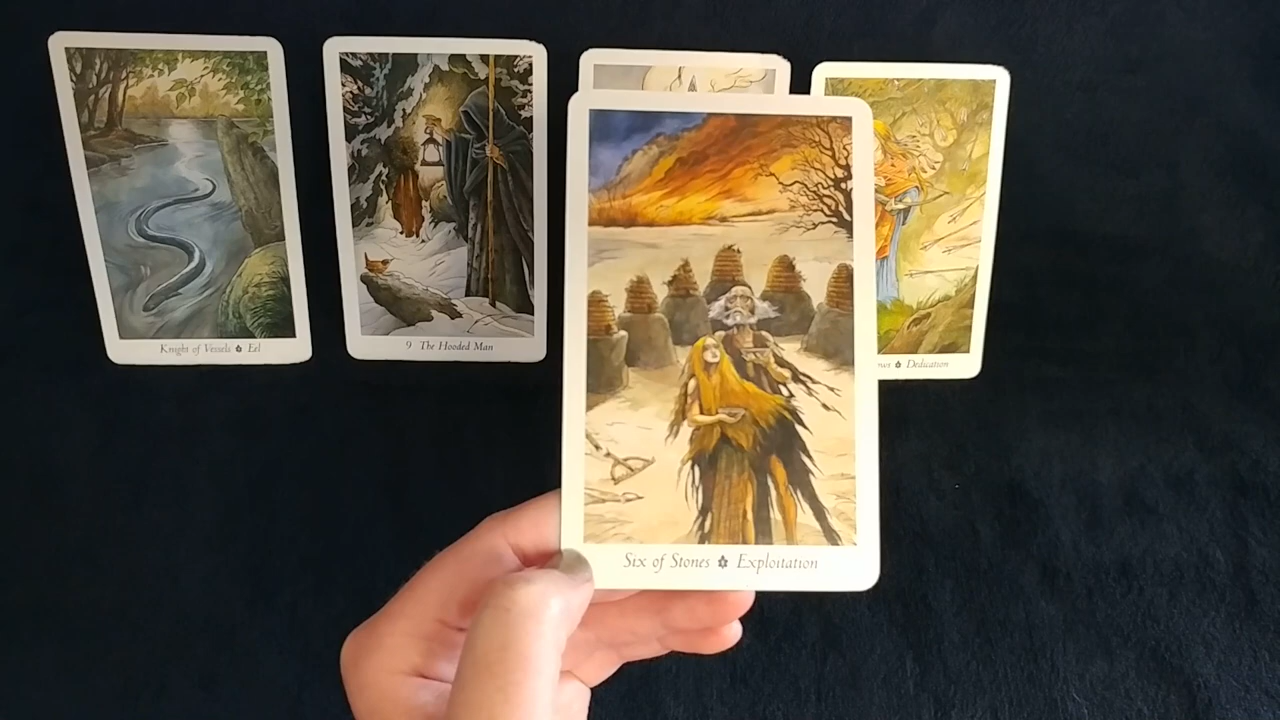 Knight of Vessels ✽ Eel
9 The Hooded Man
Dedication
Six of Stones ✽ Exploitation